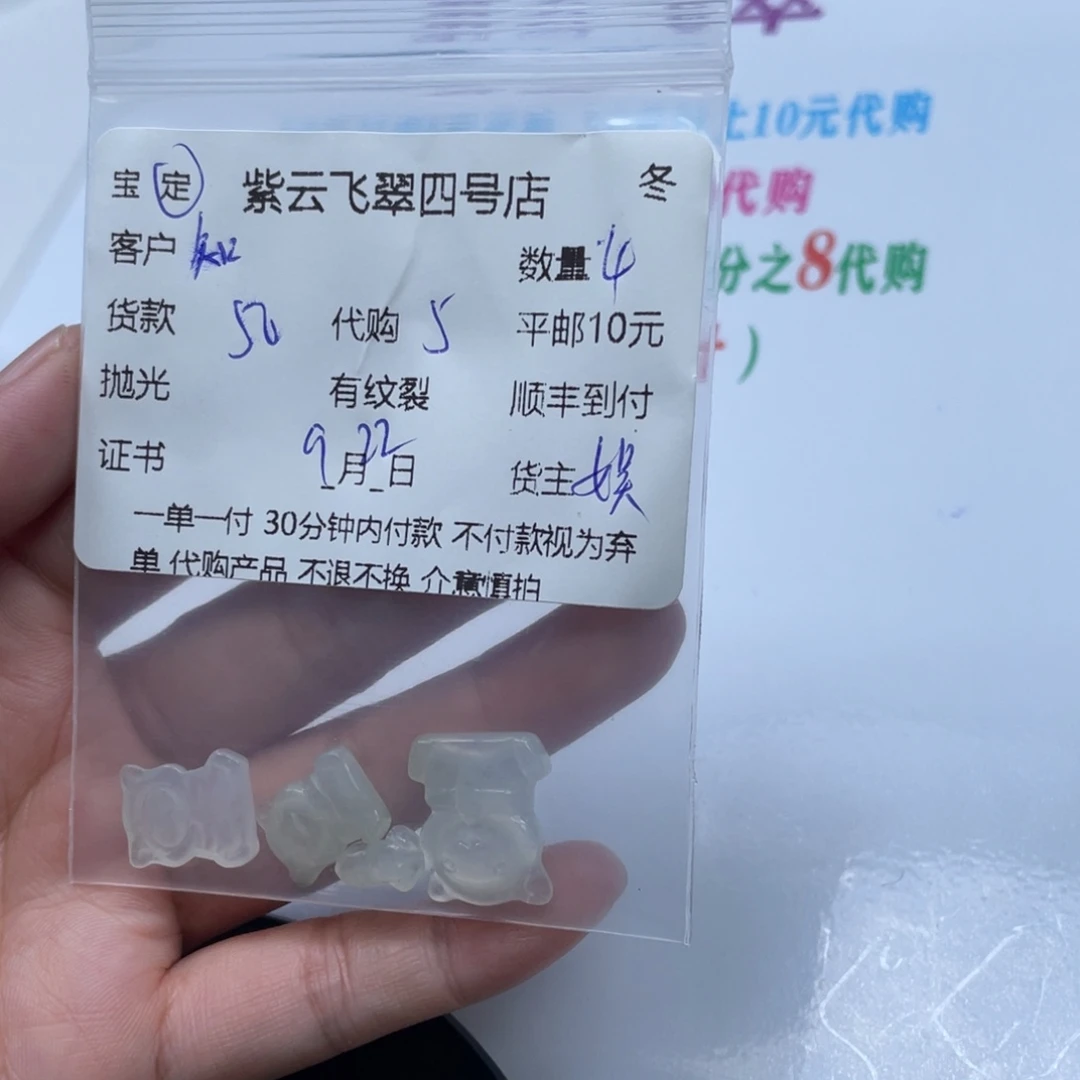 宝 定 紫云飞翠四号店 冬
客户 数量 4
货款 50 代购 5 平邮10元
抛光 有纹裂 顺丰到付
证书 9月22日 货主 娱
一单一付 30分钟内付款 不付款视为弃
单 代购产品 不退不换 介意慎拍
翠
上10元代购
代购
分之8代购
)